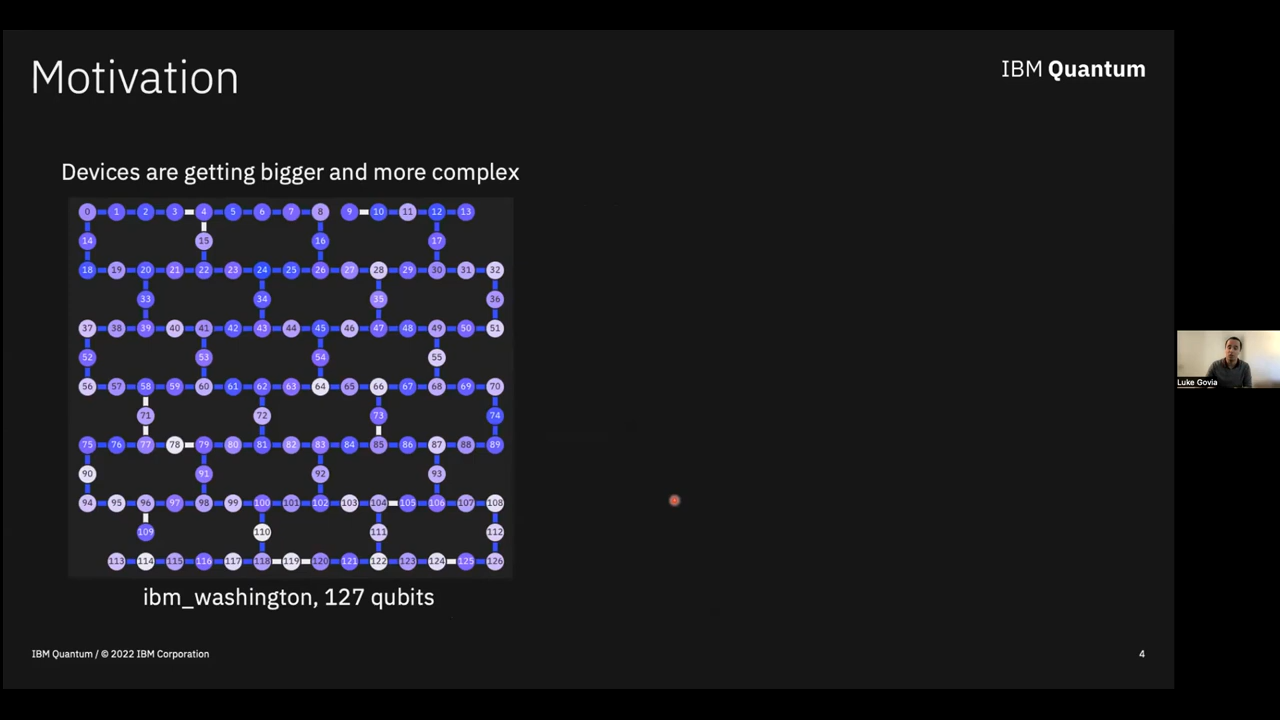 Motivation
IBM Quantum
Devices are getting bigger and more complex
0 1 2 3 4 5 6 7 8 9 10 11 12 13
14 15 16 17
18 19 20 21 22 23 24 25 26 27 28 29 30 31 32
33 34 35 36
37 38 39 40 41 42 43 44 45 46 47 48 49 50 51
52 53 54 55
56 57 58 59 60 61 62 63 64 65 66 67 68 69 70
71 72 73 74
75 76 77 78 79 80 81 82 83 84 85 86 87 88 89
90 91 92 93
94 95 96 97 98 99 100 101 102 103 104 105 106 107 108
109 110 111 112
113 114 115 116 117 118 119 120 121 122 123 124 125 126
ibm_washington, 127 qubits
IBM Quantum / © 2022 IBM Corporation
4
Luke Govia